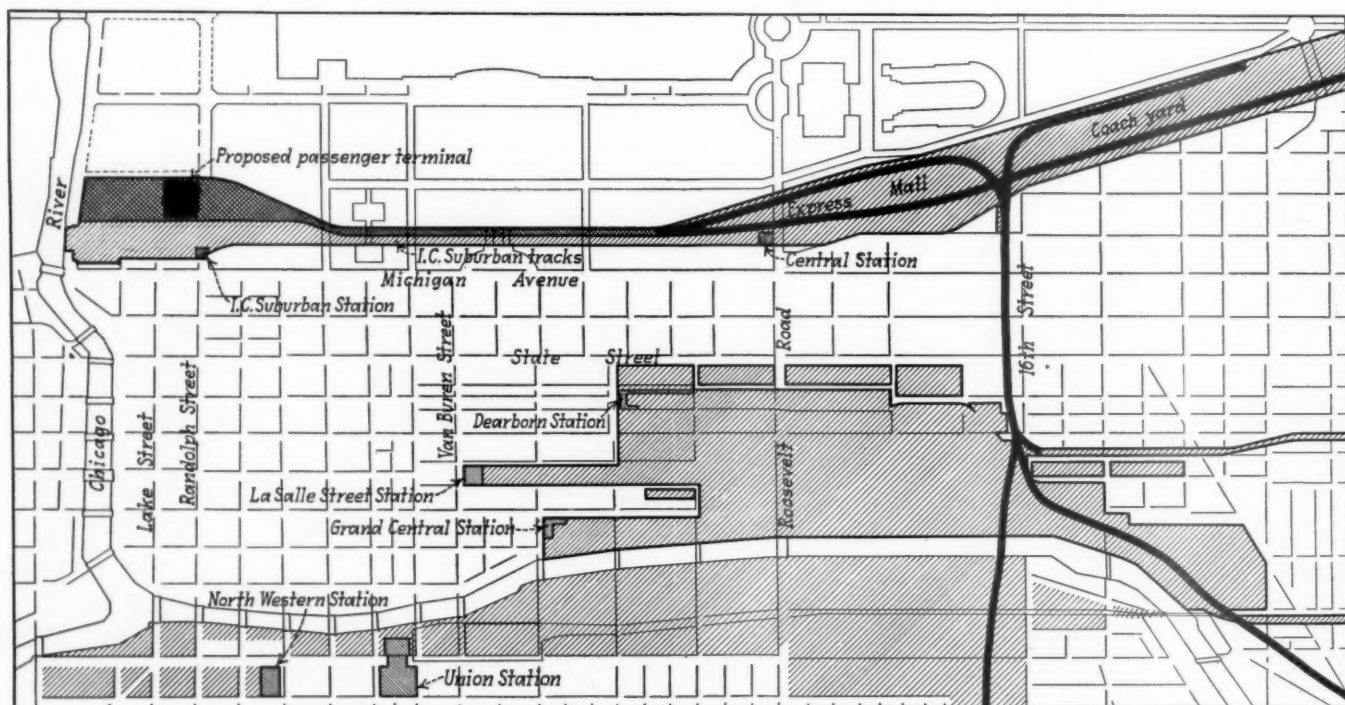 Proposed passenger terminal
River
Coach yard
Mail
Express
I.C. Suburban tracks
Central Station
Michigan Avenue
I.C. Suburban Station
16th Street
Van Buren Street
State Street
Road
Roosevelt
Dearborn Station
Chicago
Lake Street
Randolph Street
La Salle Street Station
Grand Central Station
North Western Station
Union Station